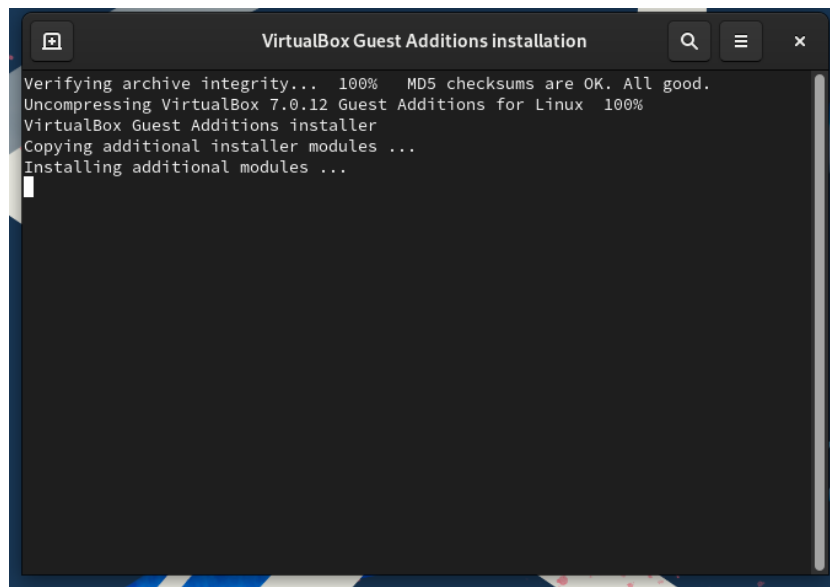 VirtualBox Guest Additions installation
Verifying archive integrity... 100% MD5 checksums are OK. All good.
Uncompressing VirtualBox 7.0.12 Guest Additions for Linux 100%
VirtualBox Guest Additions installer
Copying additional installer modules ...
Installing additional modules ...